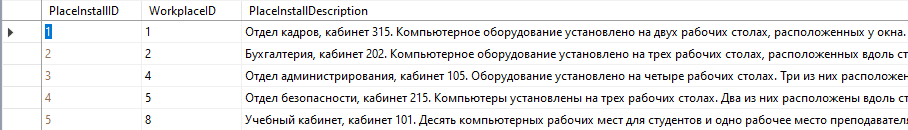 PlaceInstallID WorkplaceID PlaceInstallDescription
1 1 Отдел кадров, кабинет 315. Компьютерное оборудование установлено на двух рабочих столах, расположенных у окна.
2 2 Бухгалтерия, кабинет 202. Компьютерное оборудование установлено на трех рабочих столах, расположенных вдоль ст
3 4 Отдел администрирования, кабинет 105. Оборудование установлено на четыре рабочих столах. Три из них расположен
4 5 Отдел безопасности, кабинет 215. Компьютеры установлены на трех рабочих столах. Два из них расположены вдоль ст
5 8 Учебный кабинет, кабинет 101. Десять компьютерных рабочих мест для студентов и одно рабочее место преподавателя